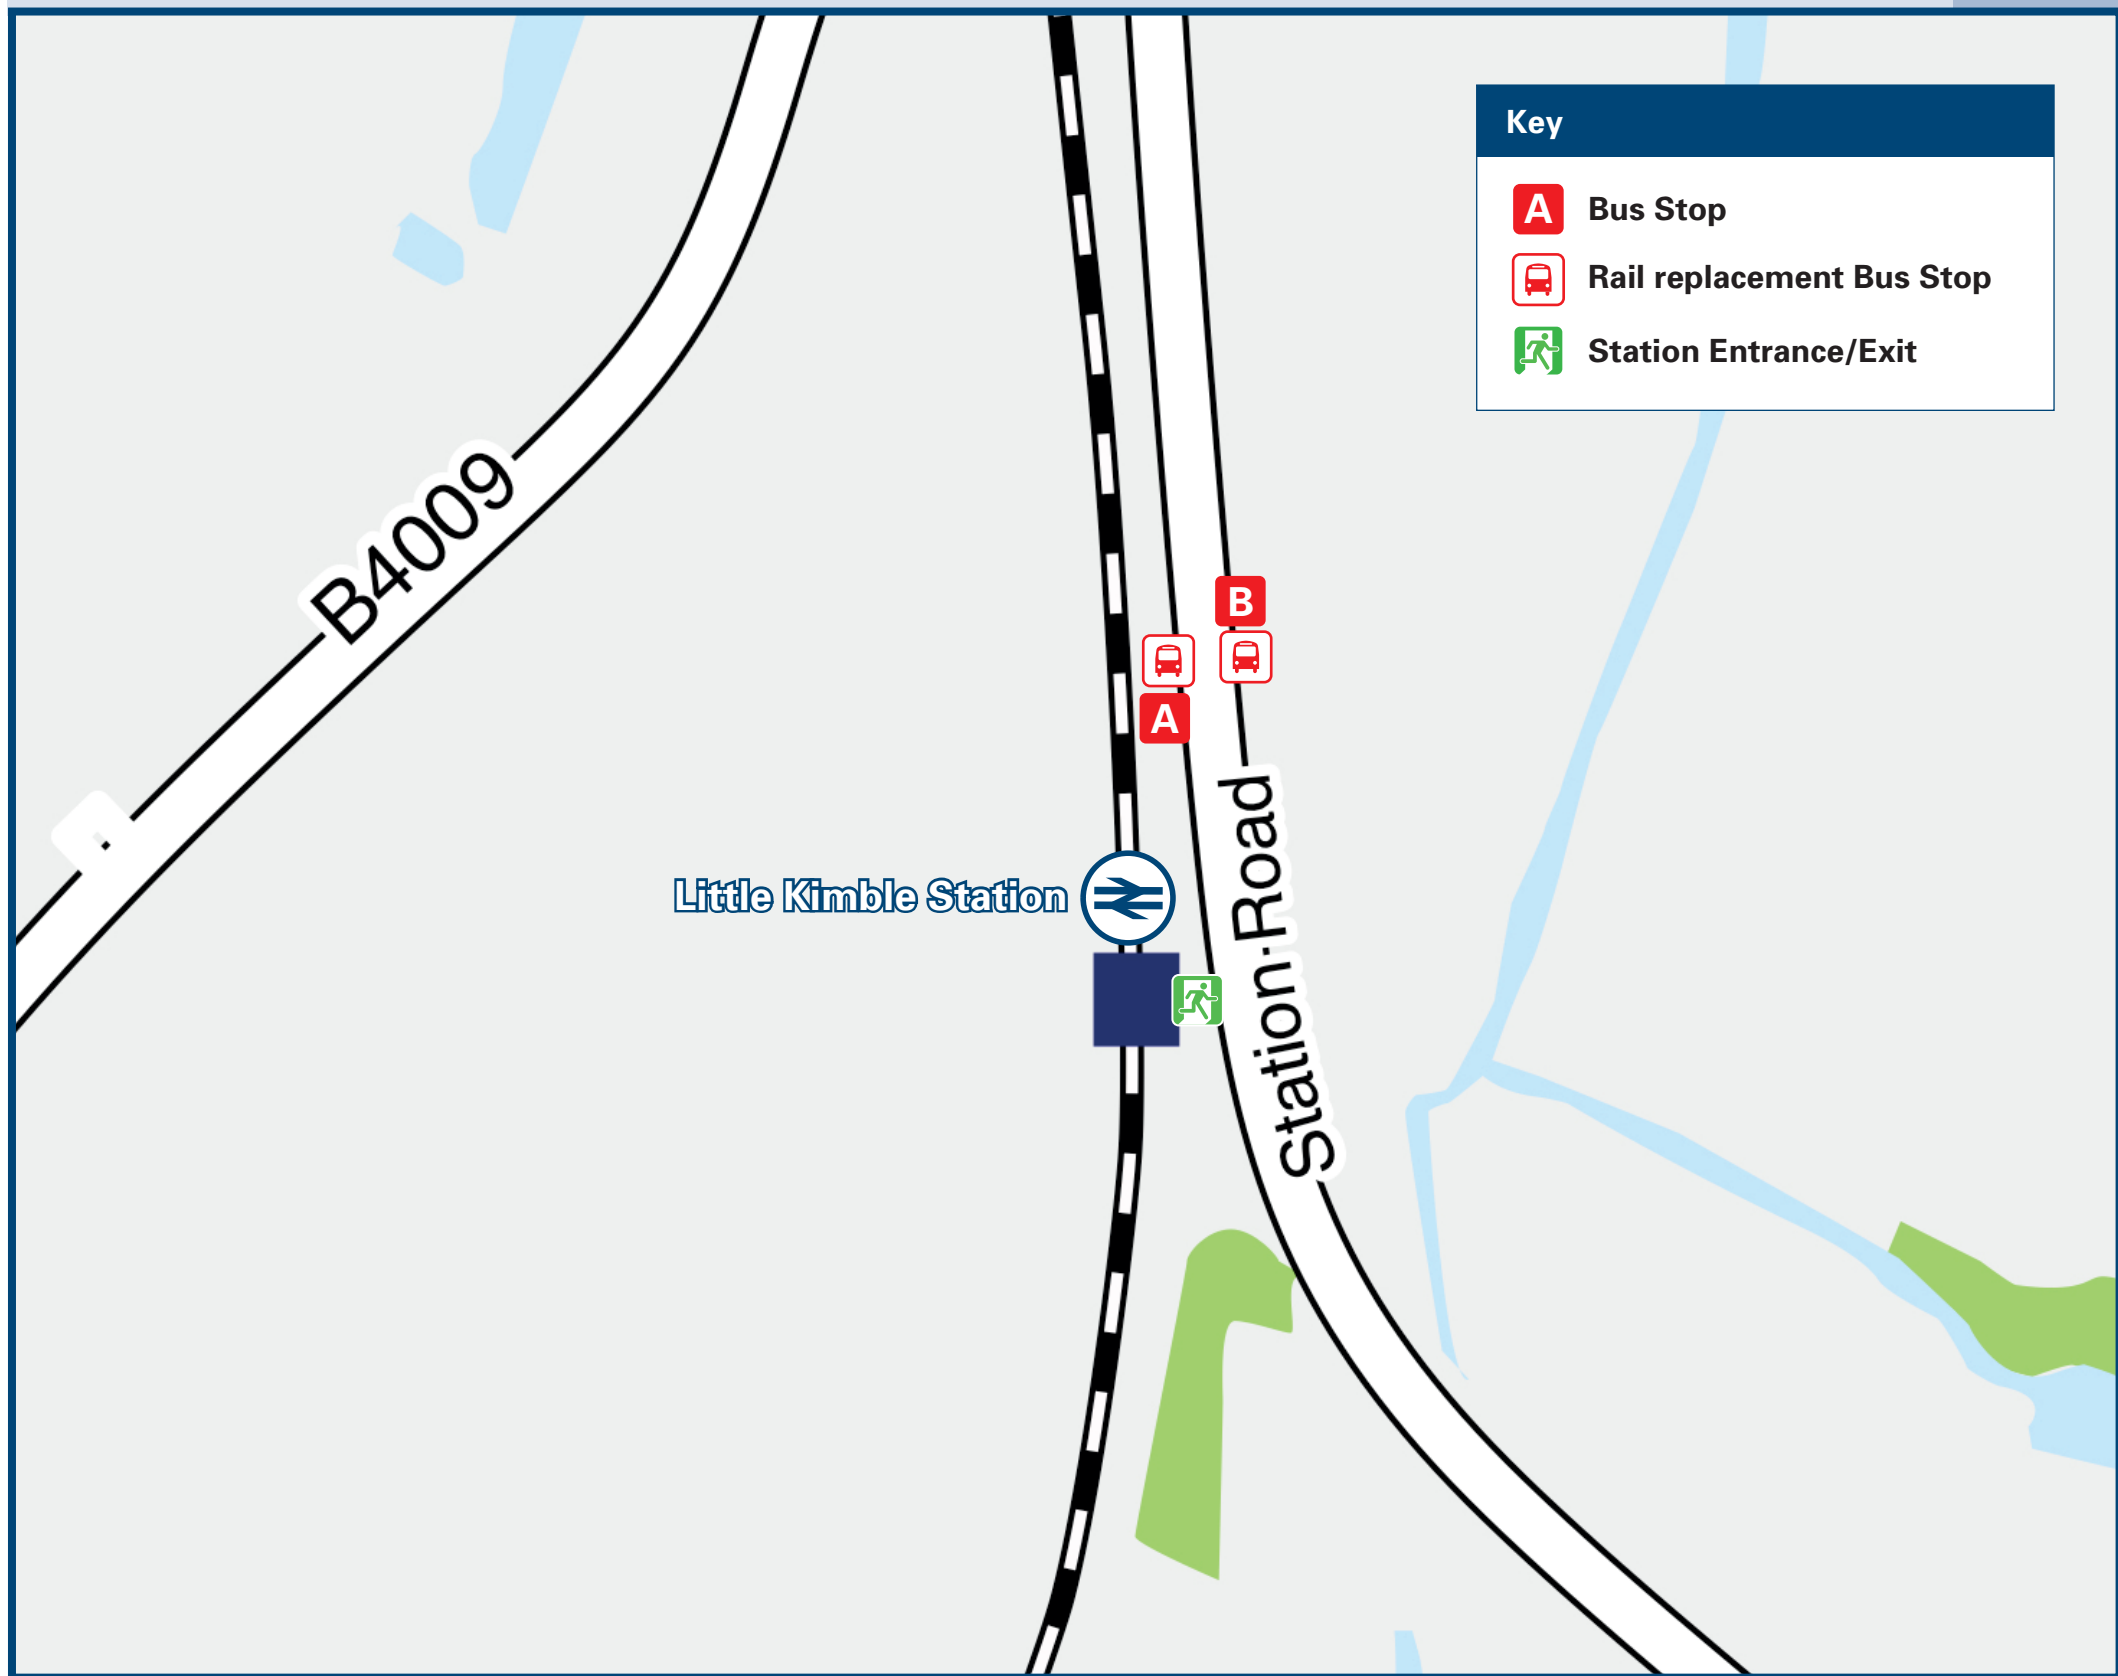 Key
A Bus Stop
Rail replacement Bus Stop
Station Entrance/Exit
B4009
B
A
Station Road
Little Kimble Station